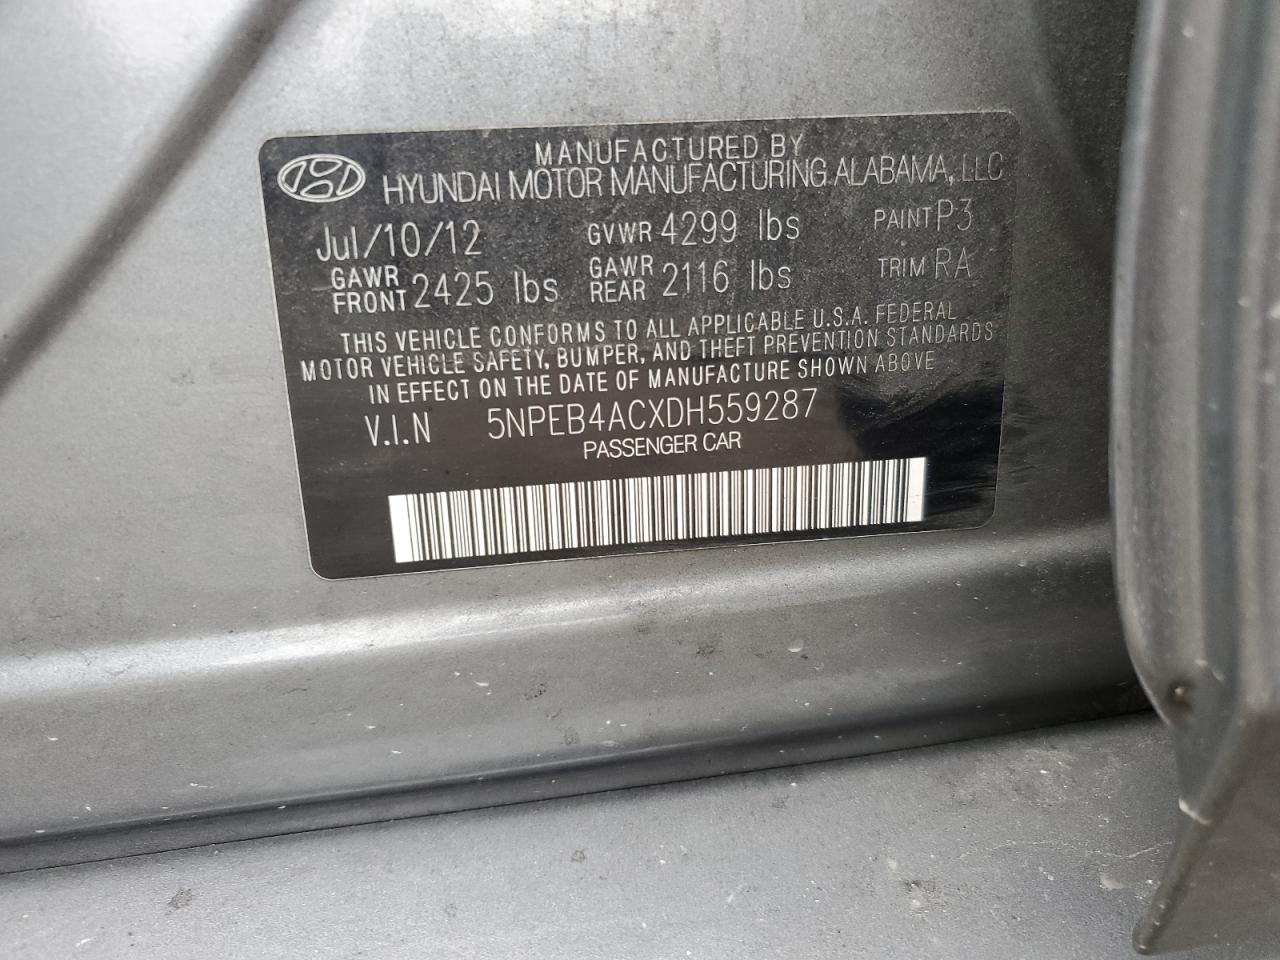 MANUFACTURED BY
HYUNDAI MOTOR MANUFACTURING ALABAMA, LLC
Jul/10/12 GVWR 4299 lbs PAINT P3
GAWR FRONT 2425 lbs GAWR REAR 2116 lbs TRIM RA
THIS VEHICLE CONFORMS TO ALL APPLICABLE U.S.A. FEDERAL
MOTOR VEHICLE SAFETY, BUMPER, AND THEFT PREVENTION STANDARDS
IN EFFECT ON THE DATE OF MANUFACTURE SHOWN ABOVE
V.I.N 5NPEB4ACXDH559287
PASSENGER CAR